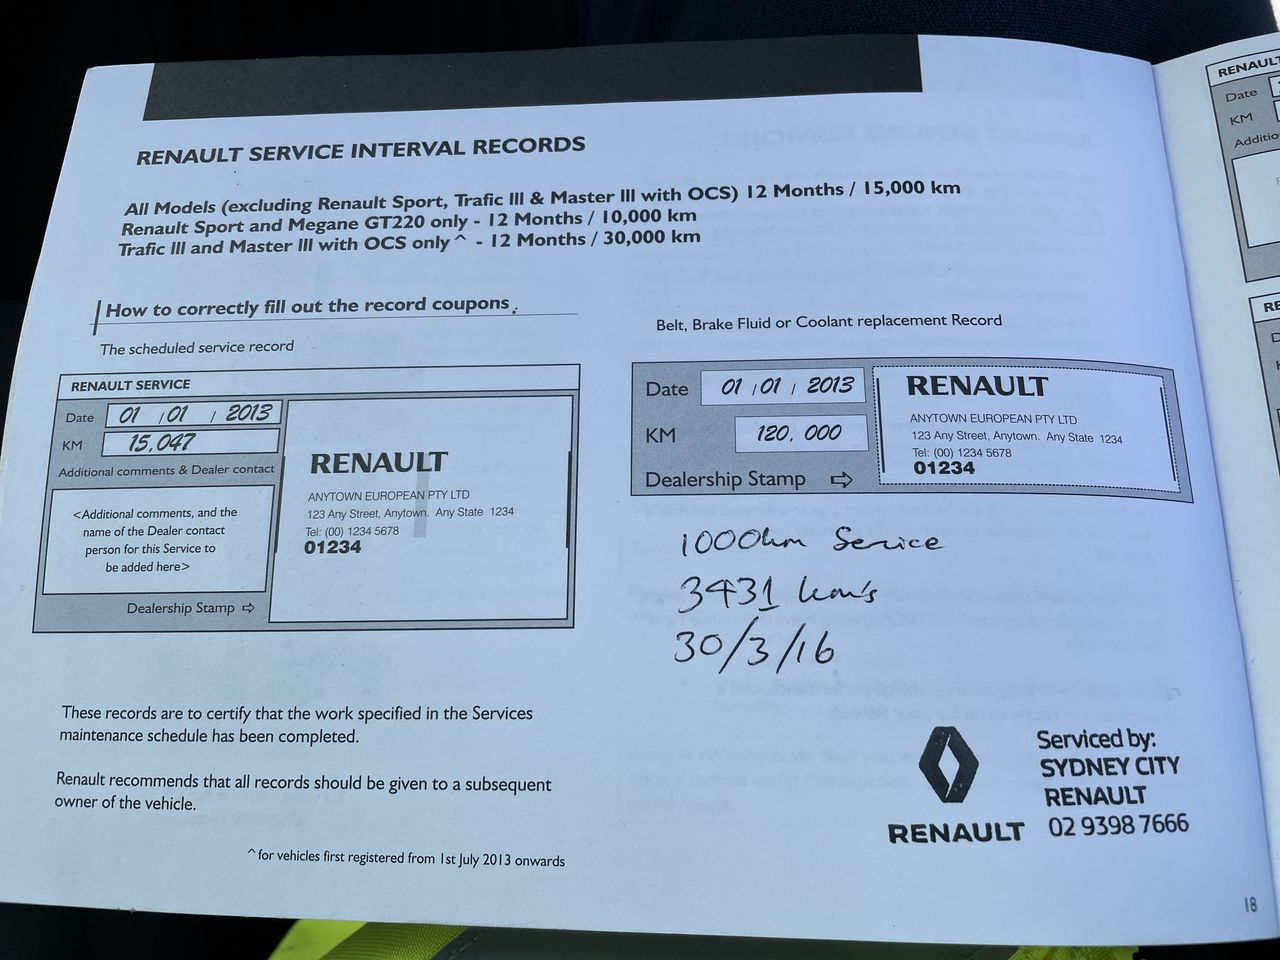 RENAULT SERVICE INTERVAL RECORDS
All Models (excluding Renault Sport, Trafic III & Master III with OCS) 12 Months / 15,000 km
Renault Sport and Megane GT220 only - 12 Months / 10,000 km
Trafic III and Master III with OCS only ^ - 12 Months / 30,000 km
How to correctly fill out the record coupons.
The scheduled service record
RENAULT SERVICE
Date 01 / 01 / 2013
KM 15,047
Additional comments & Dealer contact
<Additional comments, and the
name of the Dealer contact
person for this Service to
be added here>
Dealership Stamp ⇨
RENAULT
ANYTOWN EUROPEAN PTY LTD
123 Any Street, Anytown. Any State 1234
Tel: (00) 1234 5678
01234
These records are to certify that the work specified in the Services
maintenance schedule has been completed.
Renault recommends that all records should be given to a subsequent
owner of the vehicle.
^ for vehicles first registered from 1st July 2013 onwards
Belt, Brake Fluid or Coolant replacement Record
Date 01 / 01 / 2013
KM 120,000
Dealership Stamp ⇨
RENAULT
ANYTOWN EUROPEAN PTY LTD
123 Any Street, Anytown. Any State 1234
Tel: (00) 1234 5678
01234
1000km Service
3431 km's
30/3/16
RENAULT
Serviced by:
SYDNEY CITY
RENAULT
02 9398 7666
18
RENAULT
Date
KM